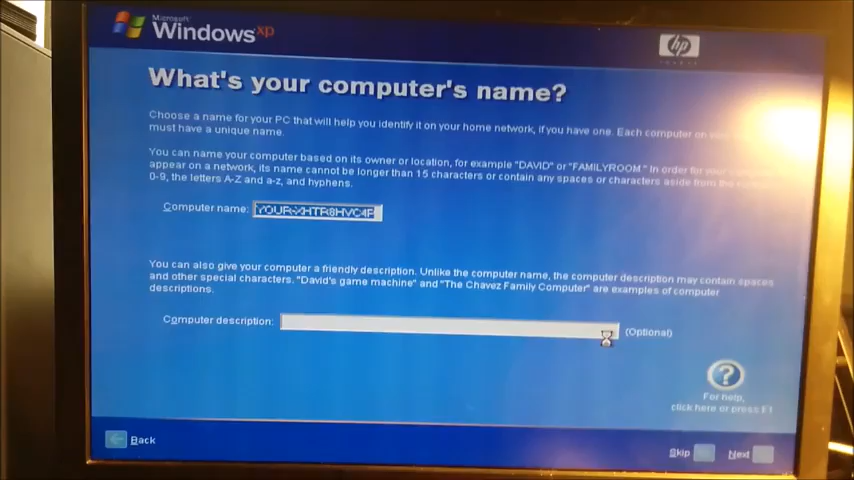 Microsoft
Windows xp
hp
What's your computer's name?
Choose a name for your PC that will help you identify it on your home network, if you have one. Each computer on
must have a unique name.
You can name your computer based on its owner or location, for example "DAVID" or "FAMILYROOM." In order for
appear on a network, its name cannot be longer than 15 characters or contain any spaces or characters aside from
0-9, the letters A-Z and a-z, and hyphens.
Computer name:
You can also give your computer a friendly description. Unlike the computer name, the computer description may contain spaces
and other special characters. "David's game machine" and "The Chavez Family Computer" are examples of computer
descriptions.
Computer description:
(Optional)
For help,
click here or press F1
Back
Skip
Next